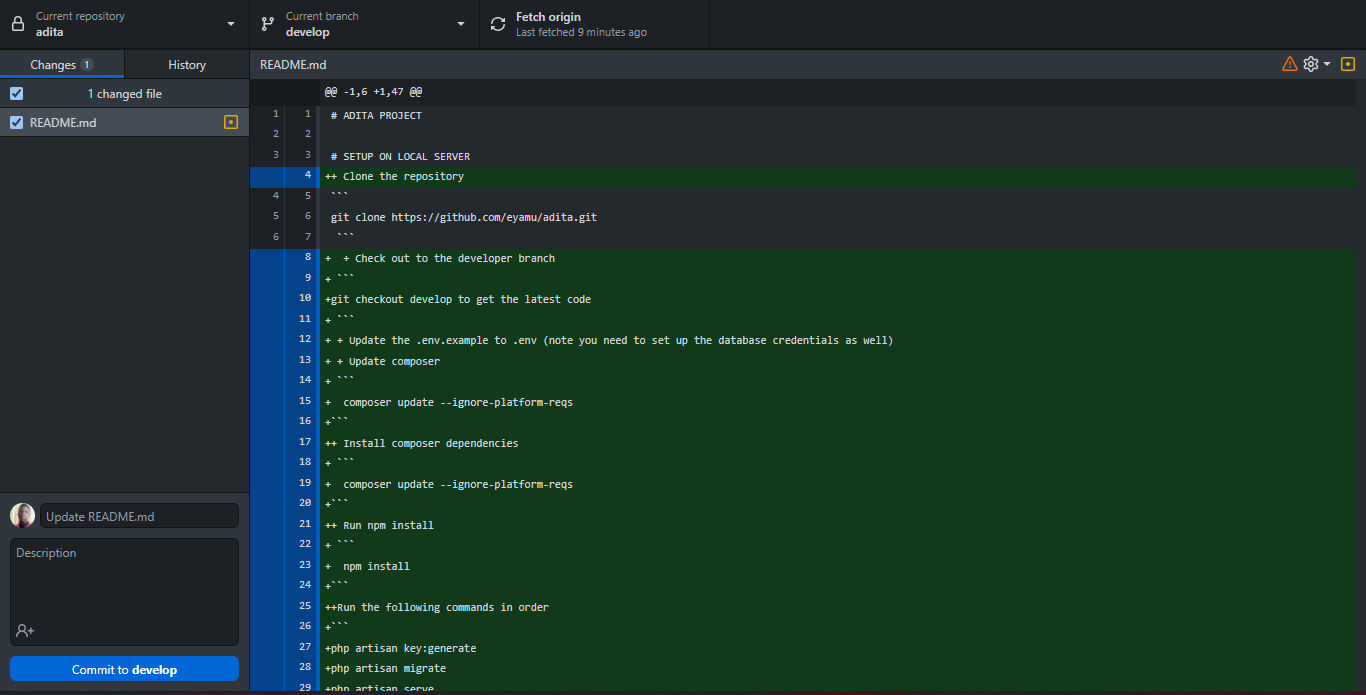 Current repository
adita
Current branch
develop
Fetch origin
Last fetched 9 minutes ago
Changes 1
History
README.md
1 changed file
README.md
@@ -1,6 +1,47 @@
1 1 # ADITA PROJECT
2 2
3 3 # SETUP ON LOCAL SERVER
4 ++ Clone the repository
4 5 ```
5 6 git clone https://github.com/eyamu/adita.git
6 7 ```
8 + + Check out to the developer branch
9 + ```
10 +git checkout develop to get the latest code
11 + ```
12 + + Update the .env.example to .env (note you need to set up the database credentials as well)
13 + + Update composer
14 + ```
15 + composer update --ignore-platform-reqs
16 +```
17 ++ Install composer dependencies
18 + ```
19 + composer update --ignore-platform-reqs
20 +```
21 ++ Run npm install
22 + ```
23 + npm install
24 +```
25 ++Run the following commands in order
26 +```
27 +php artisan key:generate
28 +php artisan migrate
29 +php artisan serve
Update README.md
Description
Commit to develop